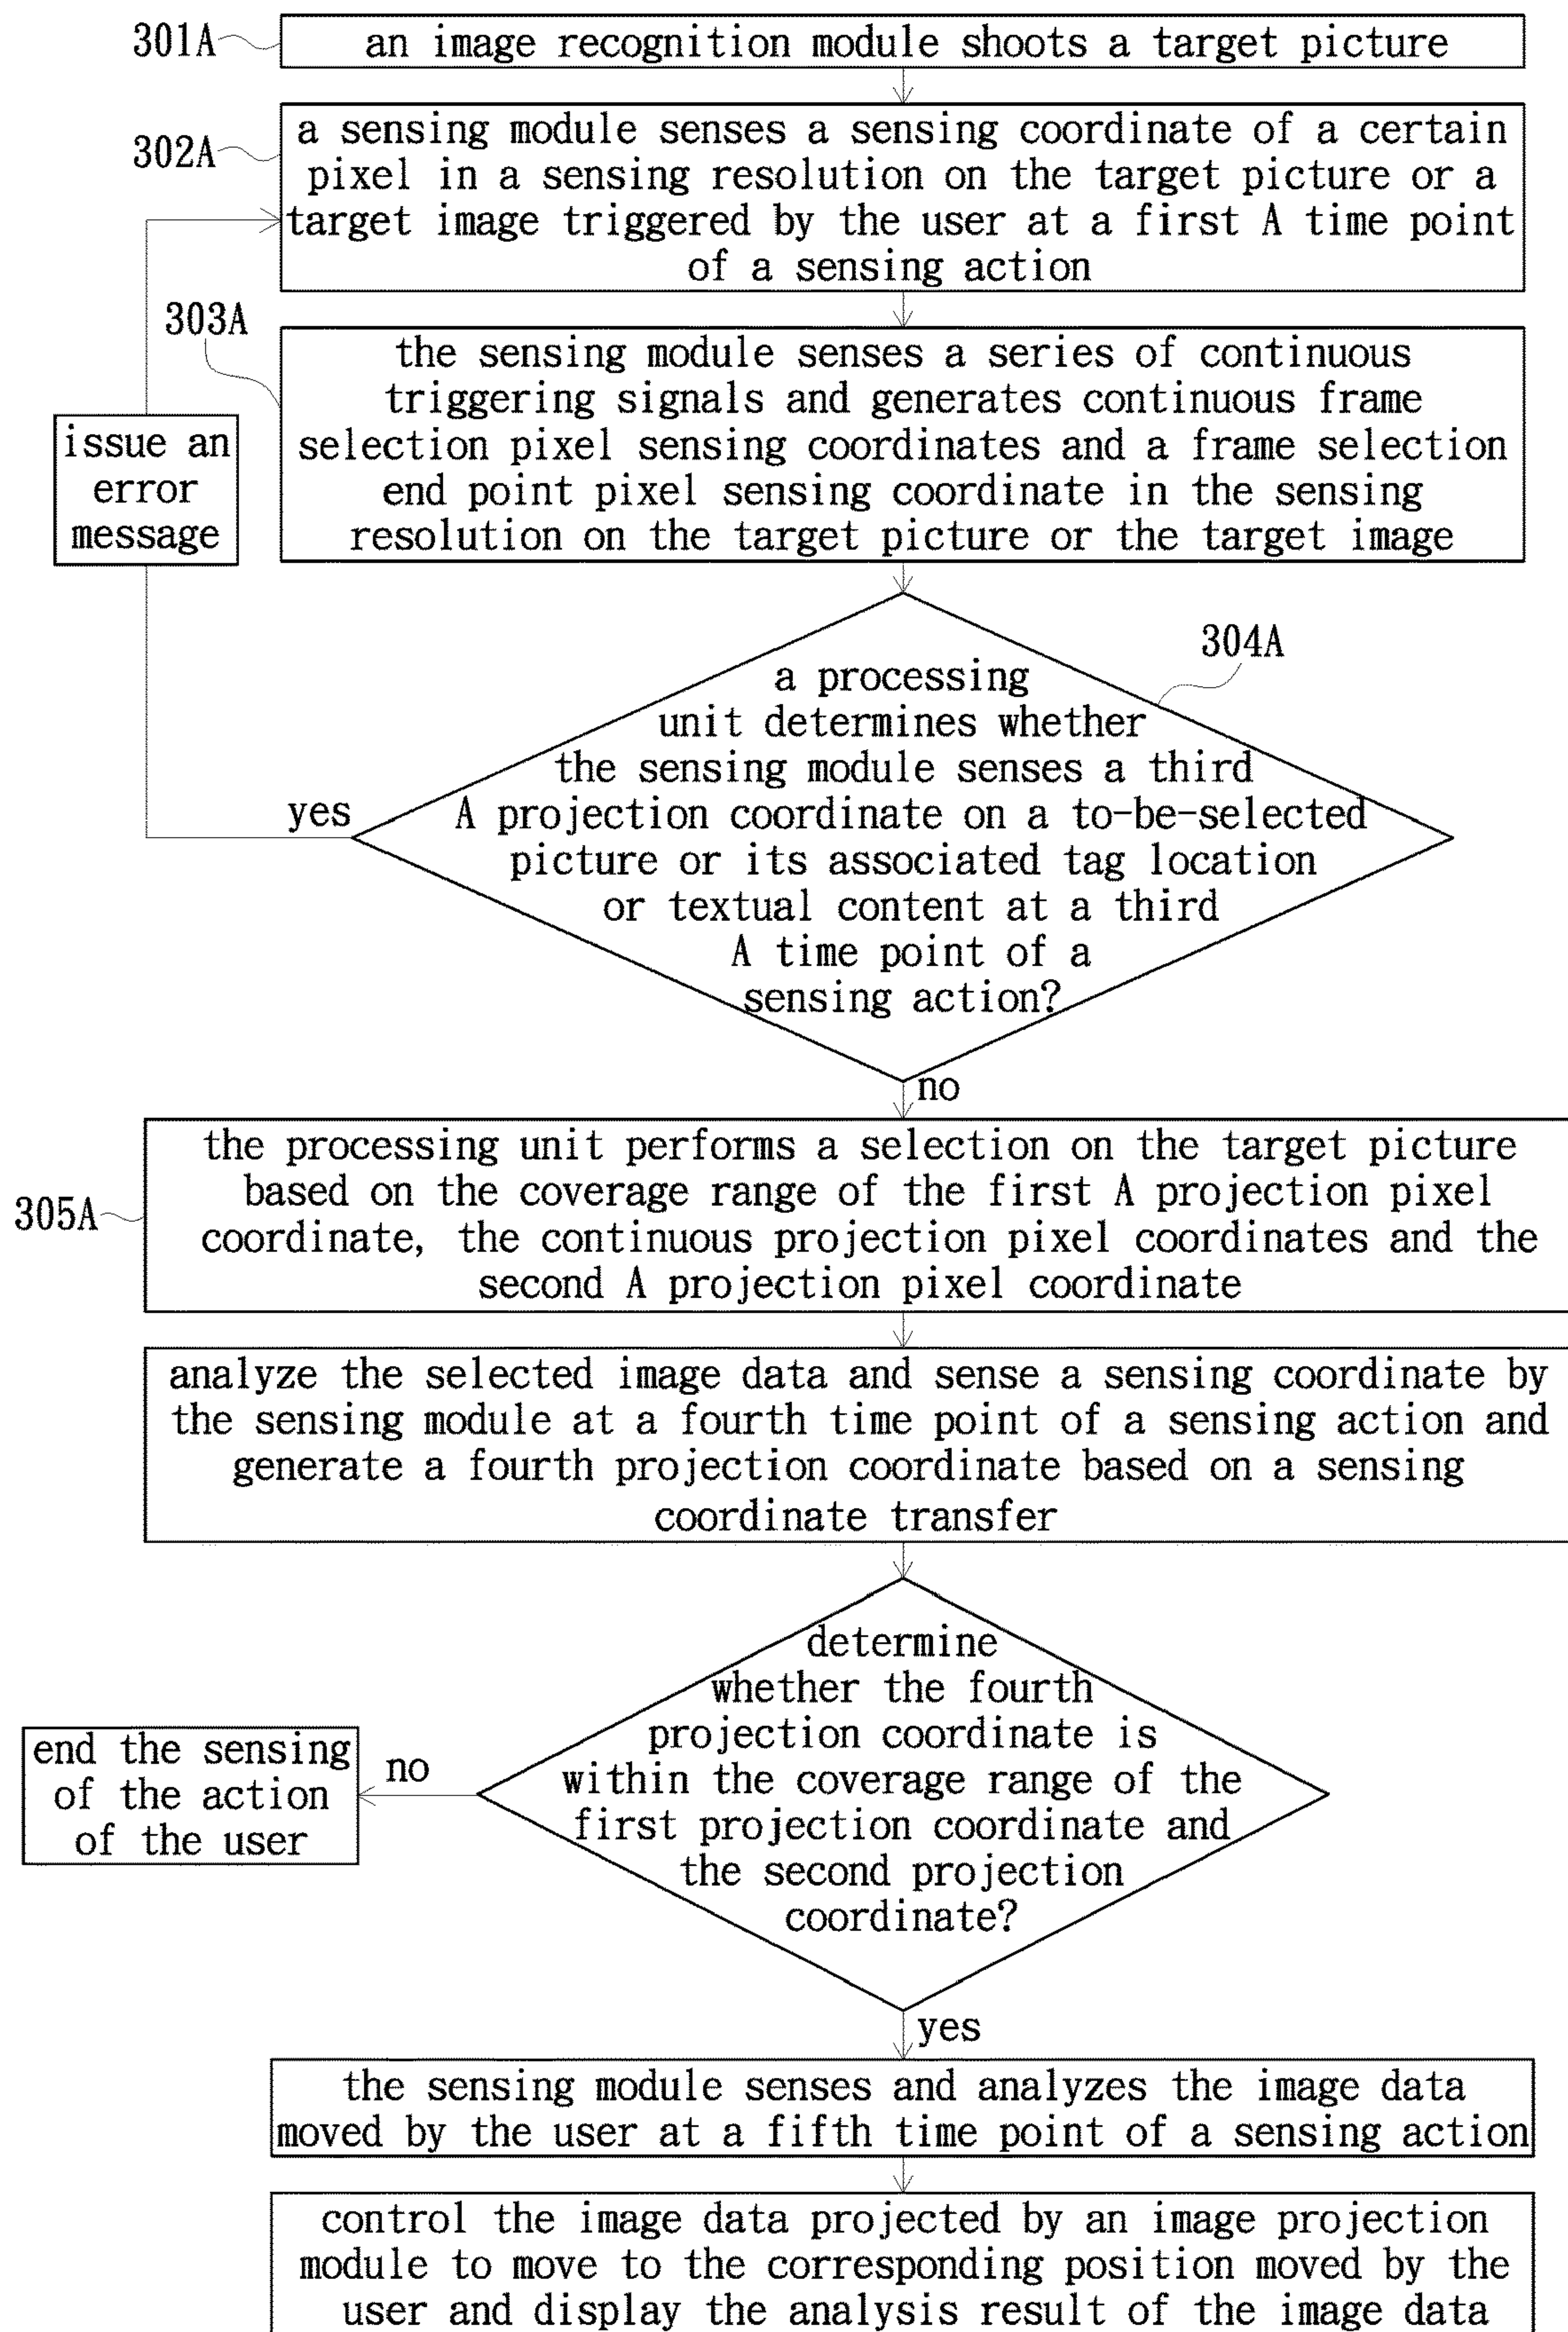 301A
an image recognition module shoots a target picture
302A
a sensing module senses a sensing coordinate of a certain
pixel in a sensing resolution on the target picture or a
target image triggered by the user at a first A time point
of a sensing action
303A
the sensing module senses a series of continuous
triggering signals and generates continuous frame
selection pixel sensing coordinates and a frame selection
end point pixel sensing coordinate in the sensing
resolution on the target picture or the target image
issue an
error
message
304A
a processing
unit determines whether
the sensing module senses a third
A projection coordinate on a to-be-selected
picture or its associated tag location
or textual content at a third
A time point of a
sensing action?
yes
no
305A
the processing unit performs a selection on the target picture
based on the coverage range of the first A projection pixel
coordinate, the continuous projection pixel coordinates and the
second A projection pixel coordinate
analyze the selected image data and sense a sensing coordinate by
the sensing module at a fourth time point of a sensing action and
generate a fourth projection coordinate based on a sensing
coordinate transfer
determine
whether the fourth
projection coordinate is
within the coverage range of the
first projection coordinate and
the second projection
coordinate?
no
end the sensing
of the action
of the user
yes
the sensing module senses and analyzes the image data
moved by the user at a fifth time point of a sensing action
control the image data projected by an image projection
module to move to the corresponding position moved by the
user and display the analysis result of the image data